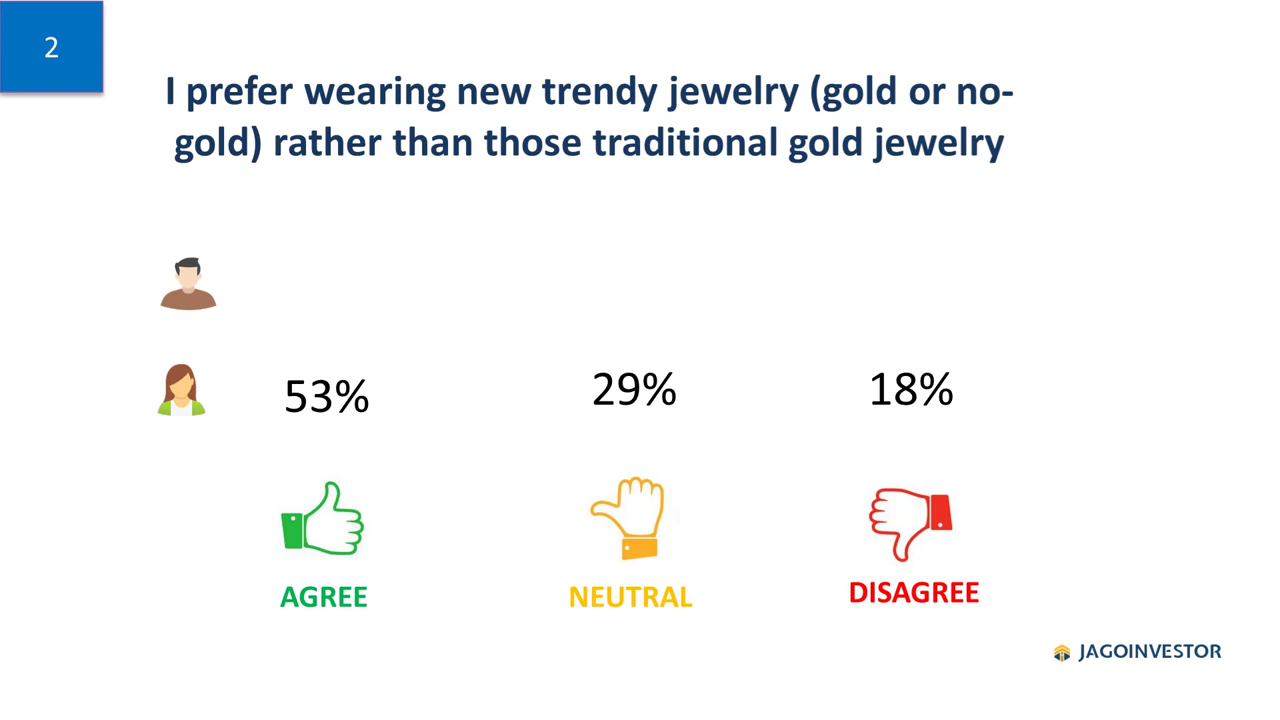 2
I prefer wearing new trendy jewelry (gold or no-
gold) rather than those traditional gold jewelry
53% 29% 18%
AGREE NEUTRAL DISAGREE
JAGOINVESTOR